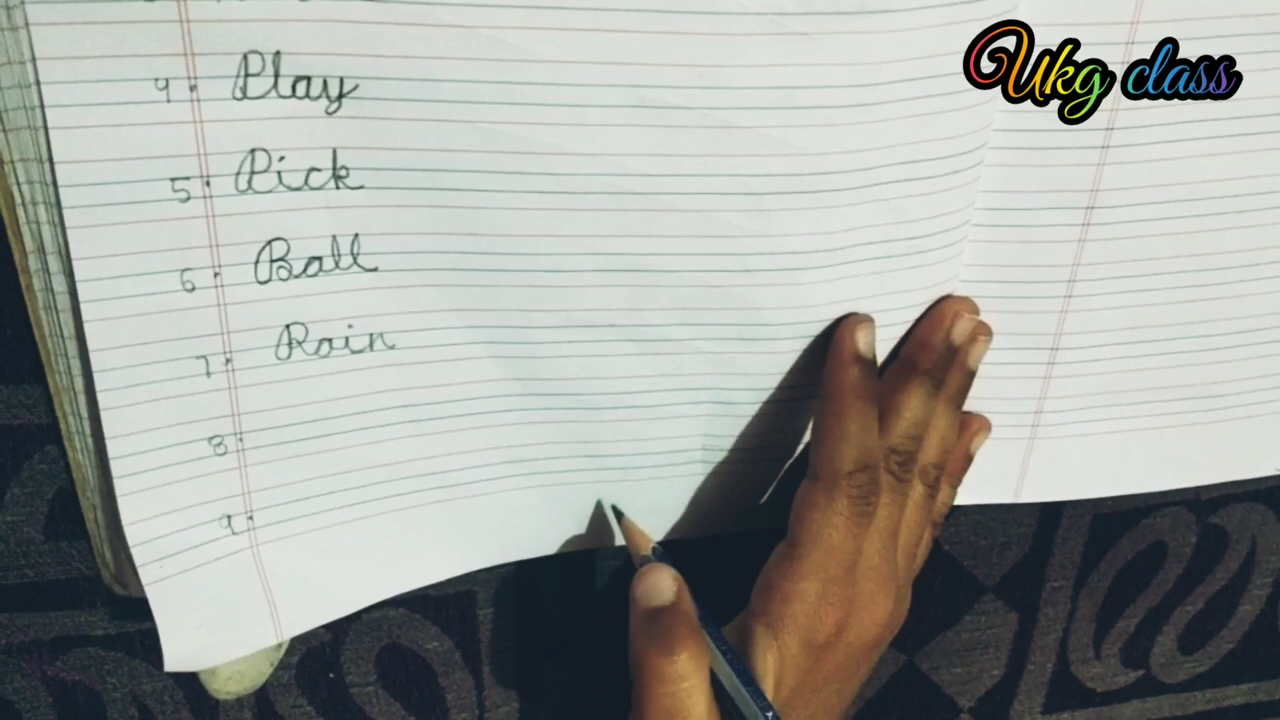 Ukg class
4. Play
5. Pick
6. Ball
7. Rain
8.
9.